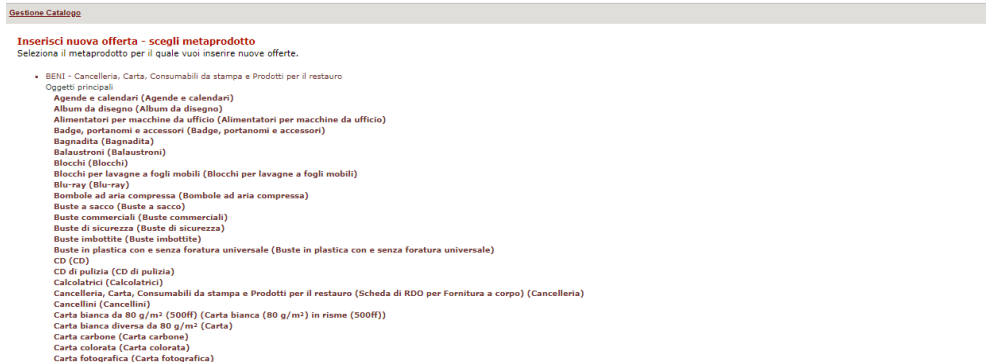 Gestione Catalogo
Inserisci nuova offerta - scegli metaprodotto
Seleziona il metaprodotto per il quale vuoi inserire nuove offerte.
BENI - Cancelleria, Carta, Consumabili da stampa e Prodotti per il restauro
Oggetti principali
Agende e calendari (Agende e calendari)
Album da disegno (Album da disegno)
Alimentatori per macchine da ufficio (Alimentatori per macchine da ufficio)
Badge, portanomi e accessori (Badge, portanomi e accessori)
Bagnadita (Bagnadita)
Balaustroni (Balaustroni)
Blocchi (Blocchi)
Blocchi per lavagne a fogli mobili (Blocchi per lavagne a fogli mobili)
Blu-ray (Blu-ray)
Bombole ad aria compressa (Bombole ad aria compressa)
Buste a sacco (Buste a sacco)
Buste commerciali (Buste commerciali)
Buste di sicurezza (Buste di sicurezza)
Buste imbottite (Buste imbottite)
Buste in plastica con e senza foratura universale (Buste in plastica con e senza foratura universale)
CD (CD)
CD di pulizia (CD di pulizia)
Calcolatrici (Calcolatrici)
Cancelleria, Carta, Consumabili da stampa e Prodotti per il restauro (Scheda di RDO per Fornitura a corpo) (Cancelleria)
Cancellini (Cancellini)
Carta bianca da 80 g/m² (500ff) (Carta bianca (80 g/m²) in risme (500ff))
Carta bianca diversa da 80 g/m² (Carta)
Carta carbone (Carta carbone)
Carta colorata (Carta colorata)
Carta fotografica (Carta fotografica)